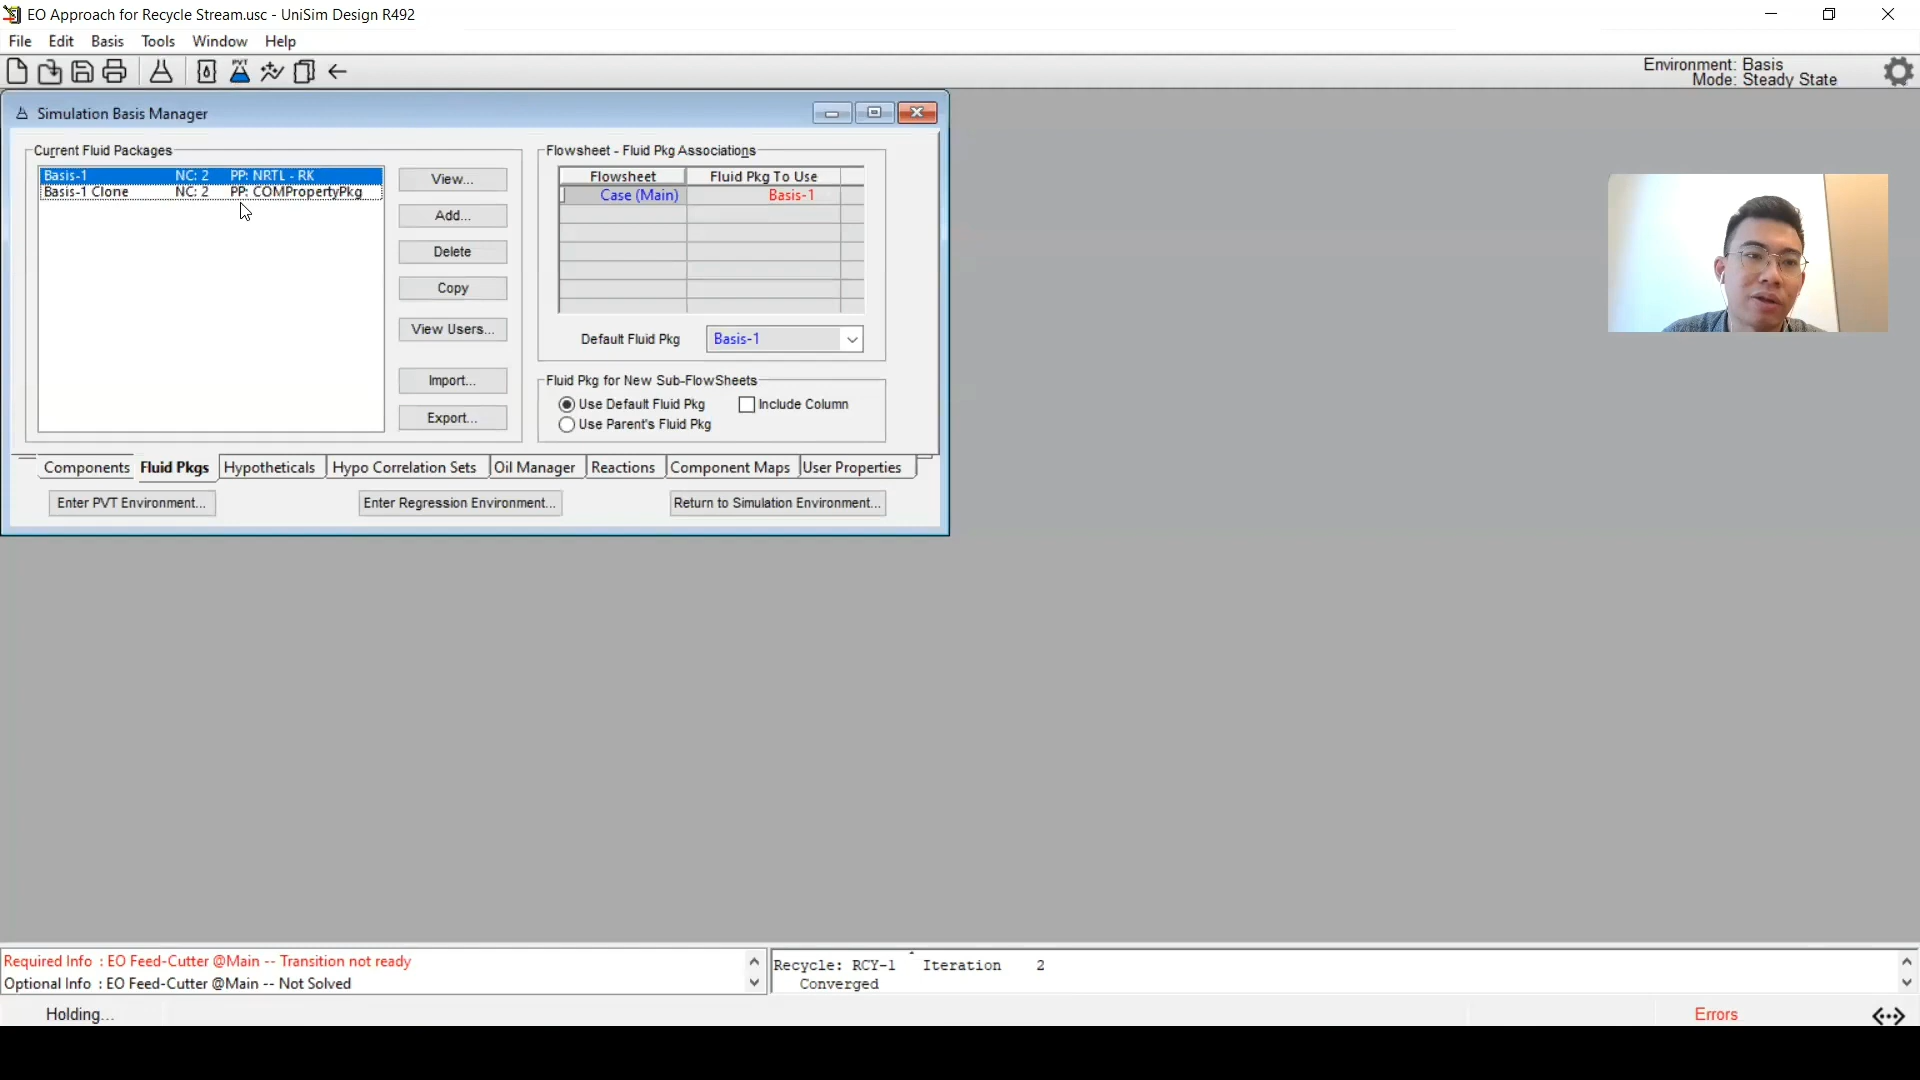 EO Approach for Recycle Stream.usc - UniSim Design R492
File Edit Basis Tools Window Help
PVT
Environment: Basis
Mode: Steady State
Simulation Basis Manager
Current Fluid Packages
Basis-1 NC: 2 PP: NRTL - RK
Basis-1 Clone NC: 2 PP: COMPropertyPkg
View...
Add...
Delete
Copy
View Users...
Import...
Export...
Flowsheet - Fluid Pkg Associations
Flowsheet Fluid Pkg To Use
Case (Main) Basis-1
Default Fluid Pkg Basis-1
Fluid Pkg for New Sub-FlowSheets
Use Default Fluid Pkg Include Column
Use Parent's Fluid Pkg
Components Fluid Pkgs Hypotheticals Hypo Correlation Sets Oil Manager Reactions Component Maps User Properties
Enter PVT Environment... Enter Regression Environment... Return to Simulation Environment...
Required Info : EO Feed-Cutter @Main -- Transition not ready
Optional Info : EO Feed-Cutter @Main -- Not Solved
Recycle: RCY-1 Iteration 2
Converged
Holding...
Errors